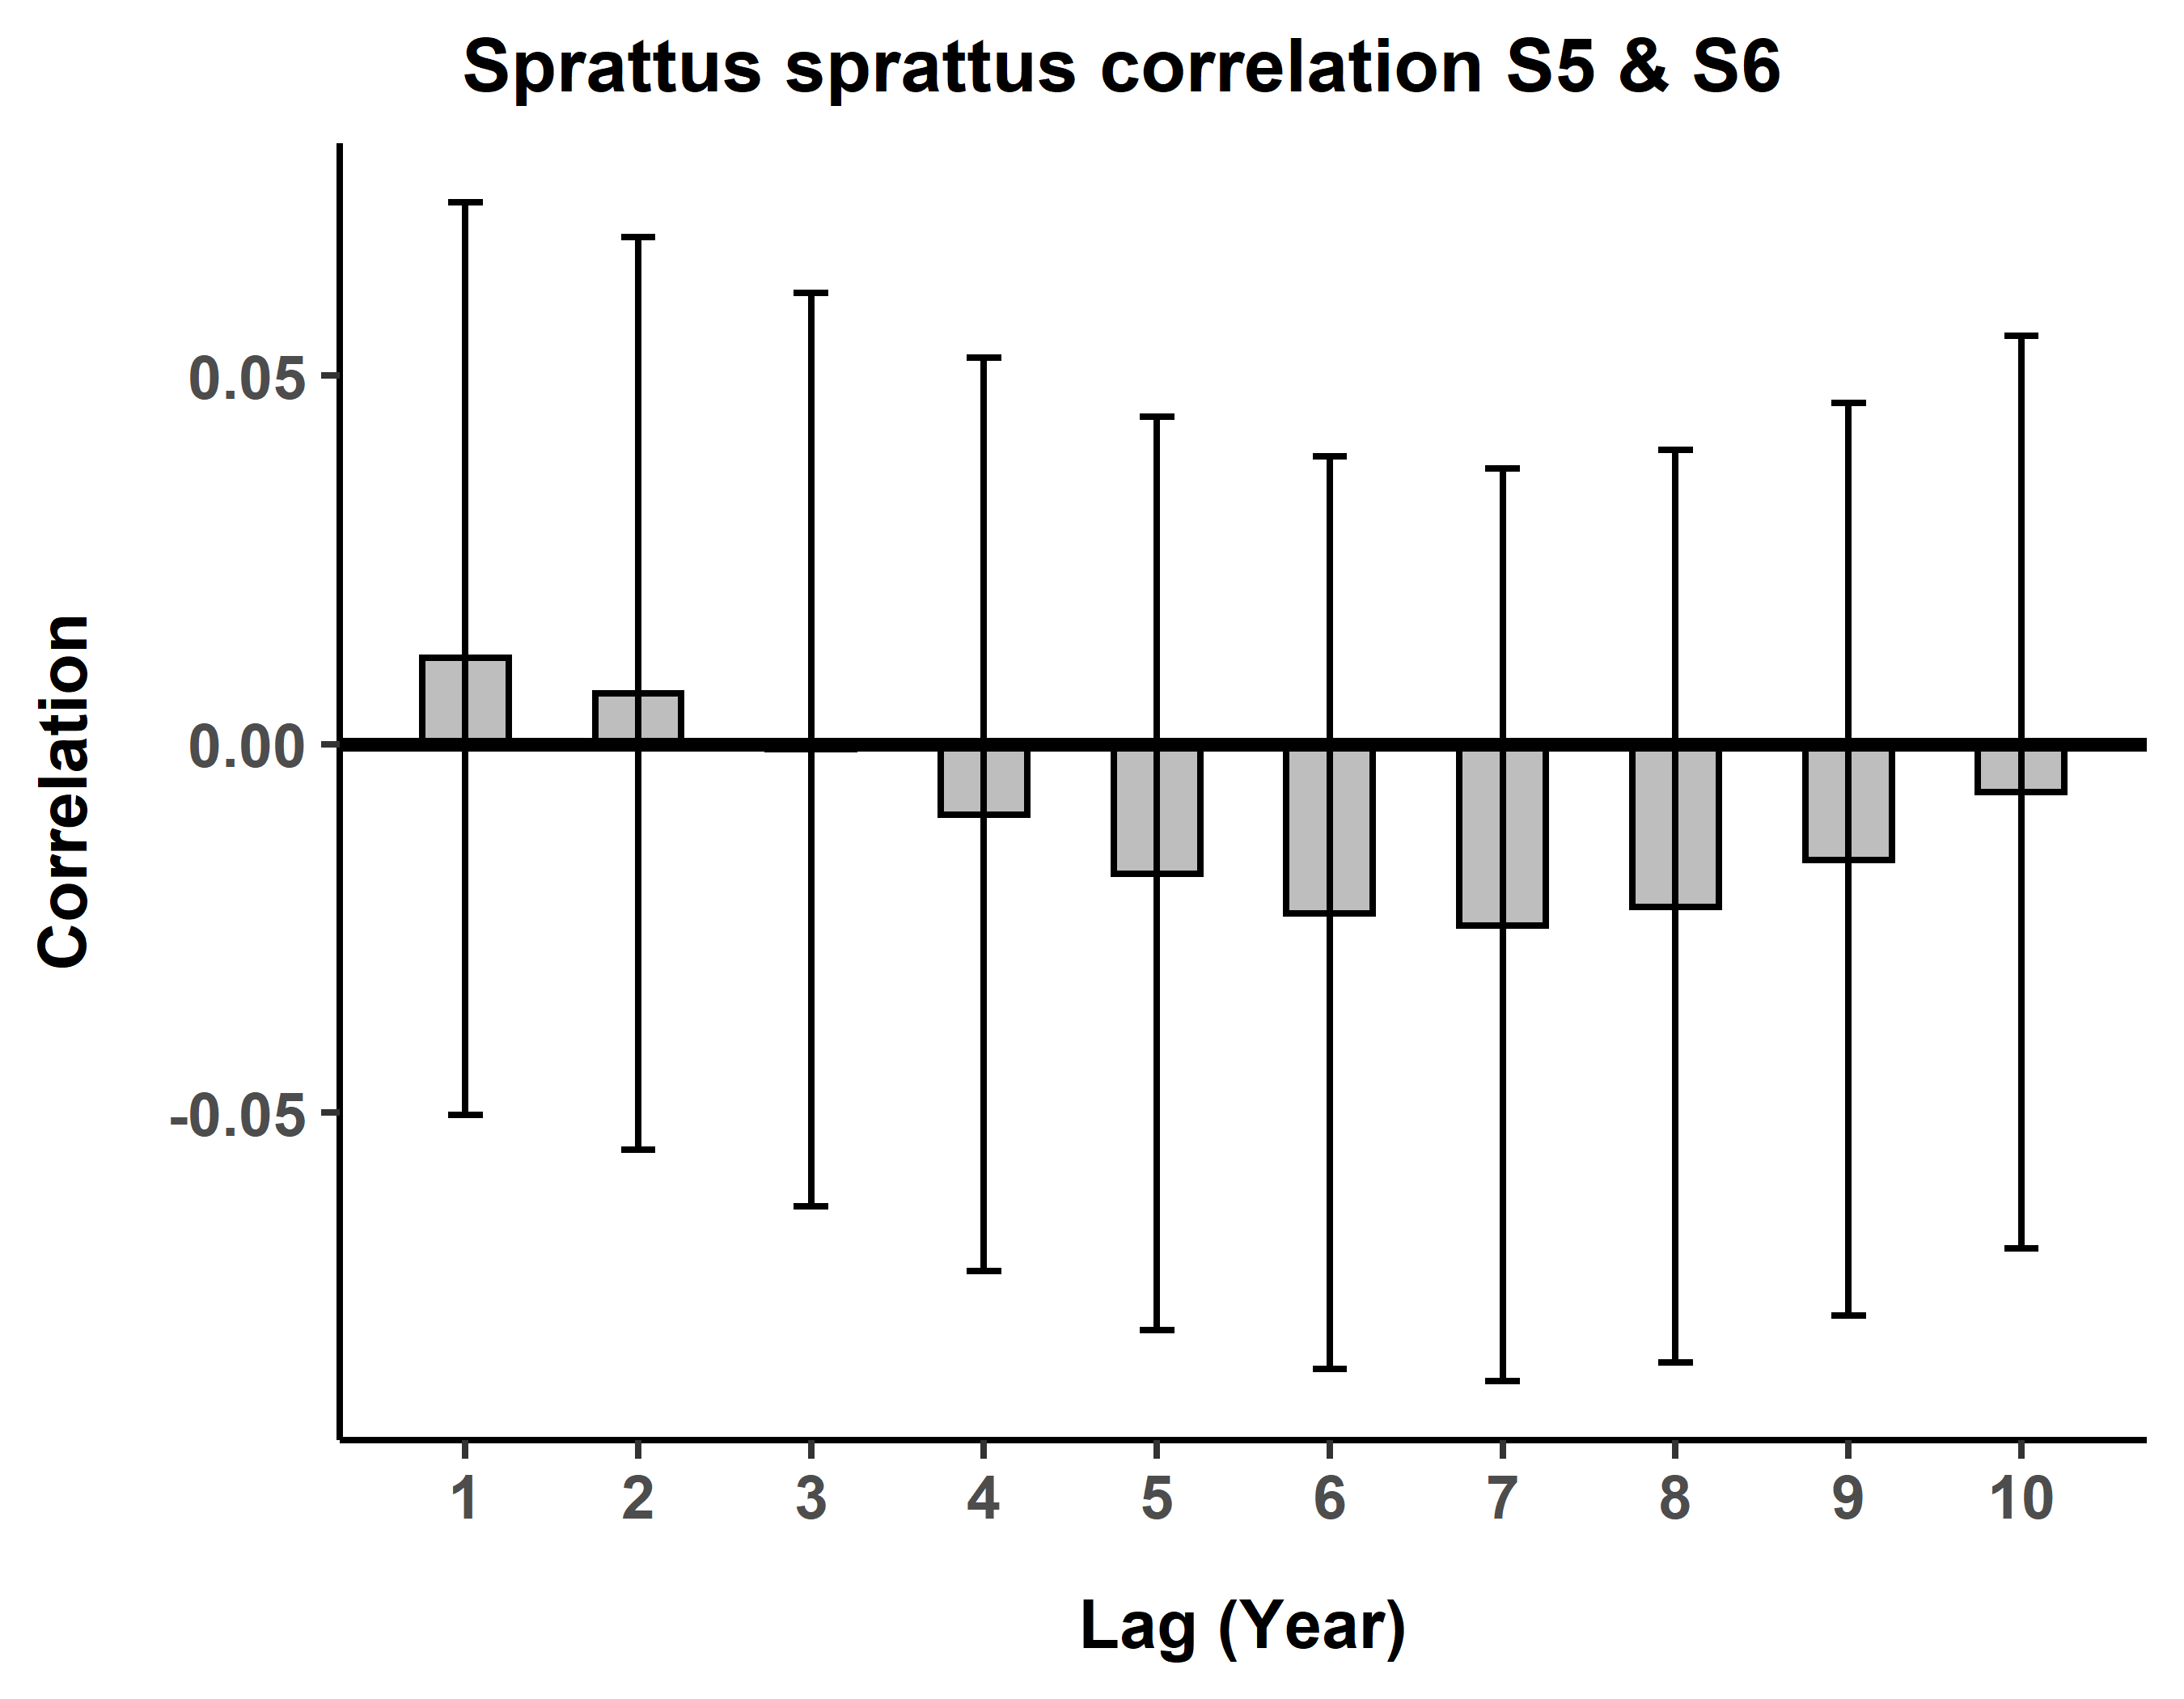 Sprattus sprattus correlation S5 & S6
Correlation
0.05
0.00
-0.05
1 2 3 4 5 6 7 8 9 10
Lag (Year)